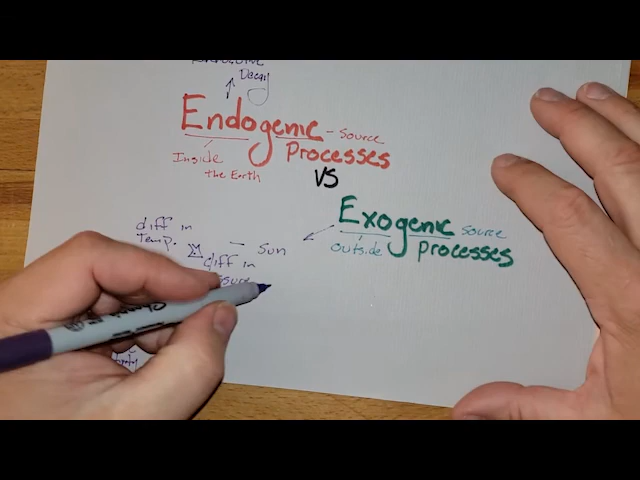 Decay
Endogenic - source
Processes
Inside
the Earth
VS
Exogenic source
outside processes
diff in
Temp.
- Sun
diff in